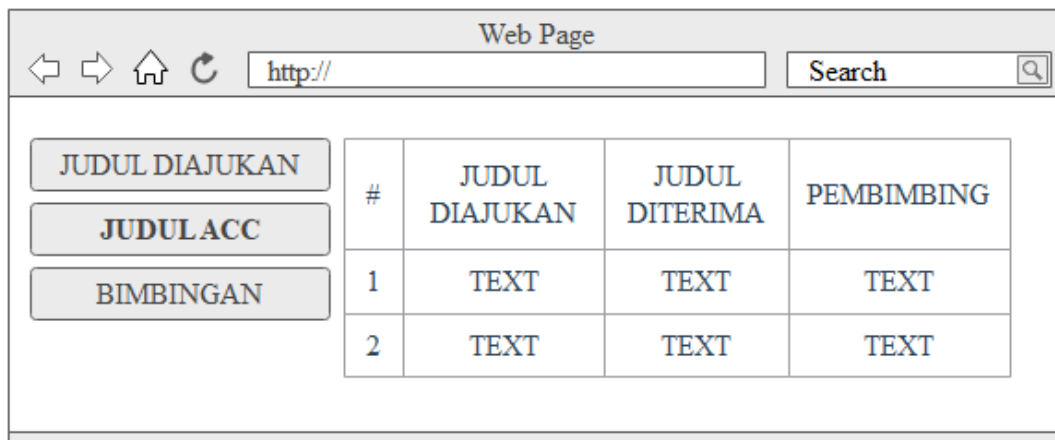 Web Page
http://
Search
JUDUL DIAJUKAN
JUDUL ACC
BIMBINGAN
# JUDUL DIAJUKAN JUDUL DITERIMA PEMBIMBING
1 TEXT TEXT TEXT
2 TEXT TEXT TEXT